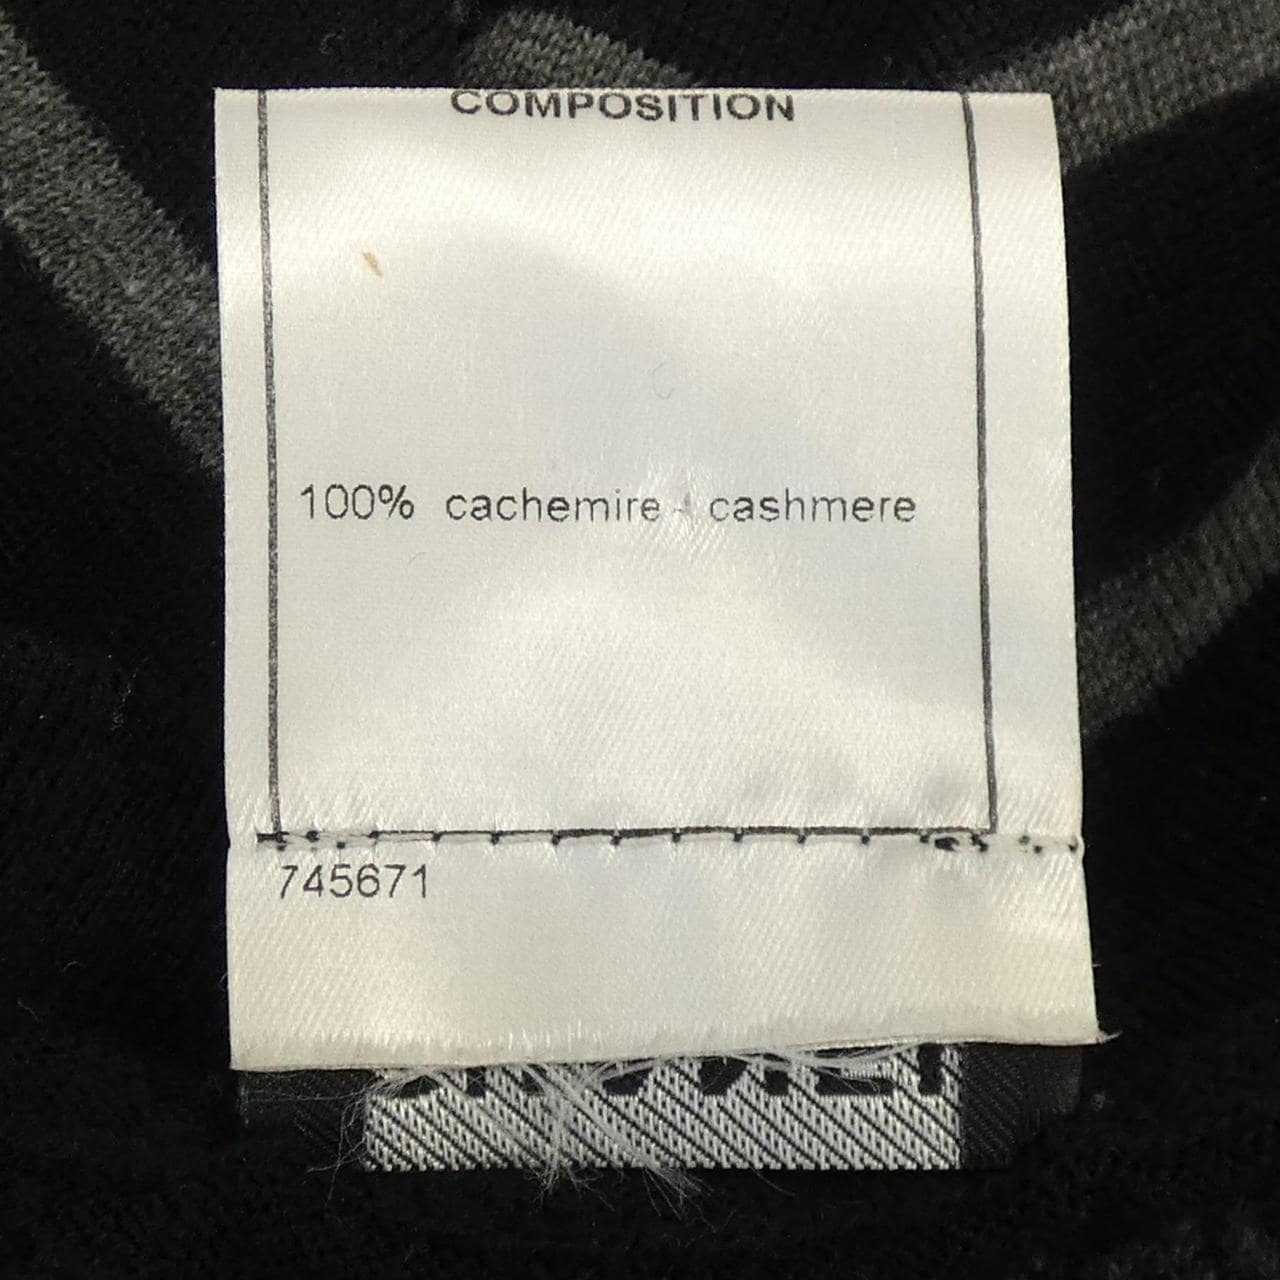 COMPOSITION
100% cachemire - cashmere
745671